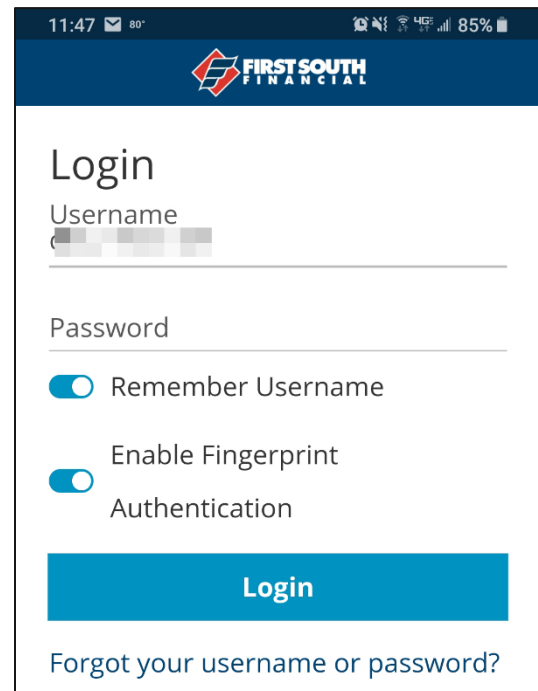 11:47 80° 4GE 85%
FIRST SOUTH
FINANCIAL
Login
Username
Password
Remember Username
Enable Fingerprint
Authentication
Login
Forgot your username or password?